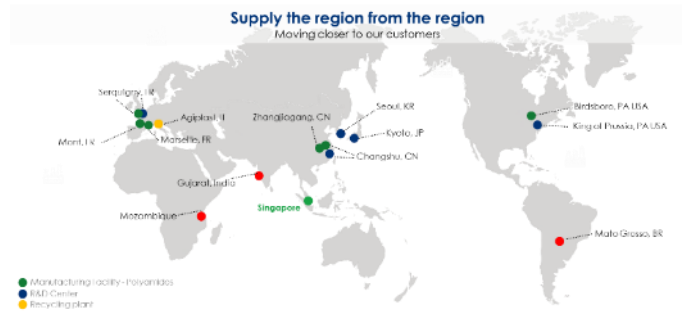 Supply the region from the region
Moving closer to our customers
Serquigny, FR
Agiplast, IT
Mont, FR
Marseille, FR
Zhangjiagang, CN
Seoul, KR
Kyoto, JP
Changshu, CN
Birdsboro, PA USA
King of Prussia, PA USA
Gujarat, India
Singapore
Mozambique
Mato Grosso, BR
Manufacturing Facility - Polyamides
R&D Center
Recycling plant